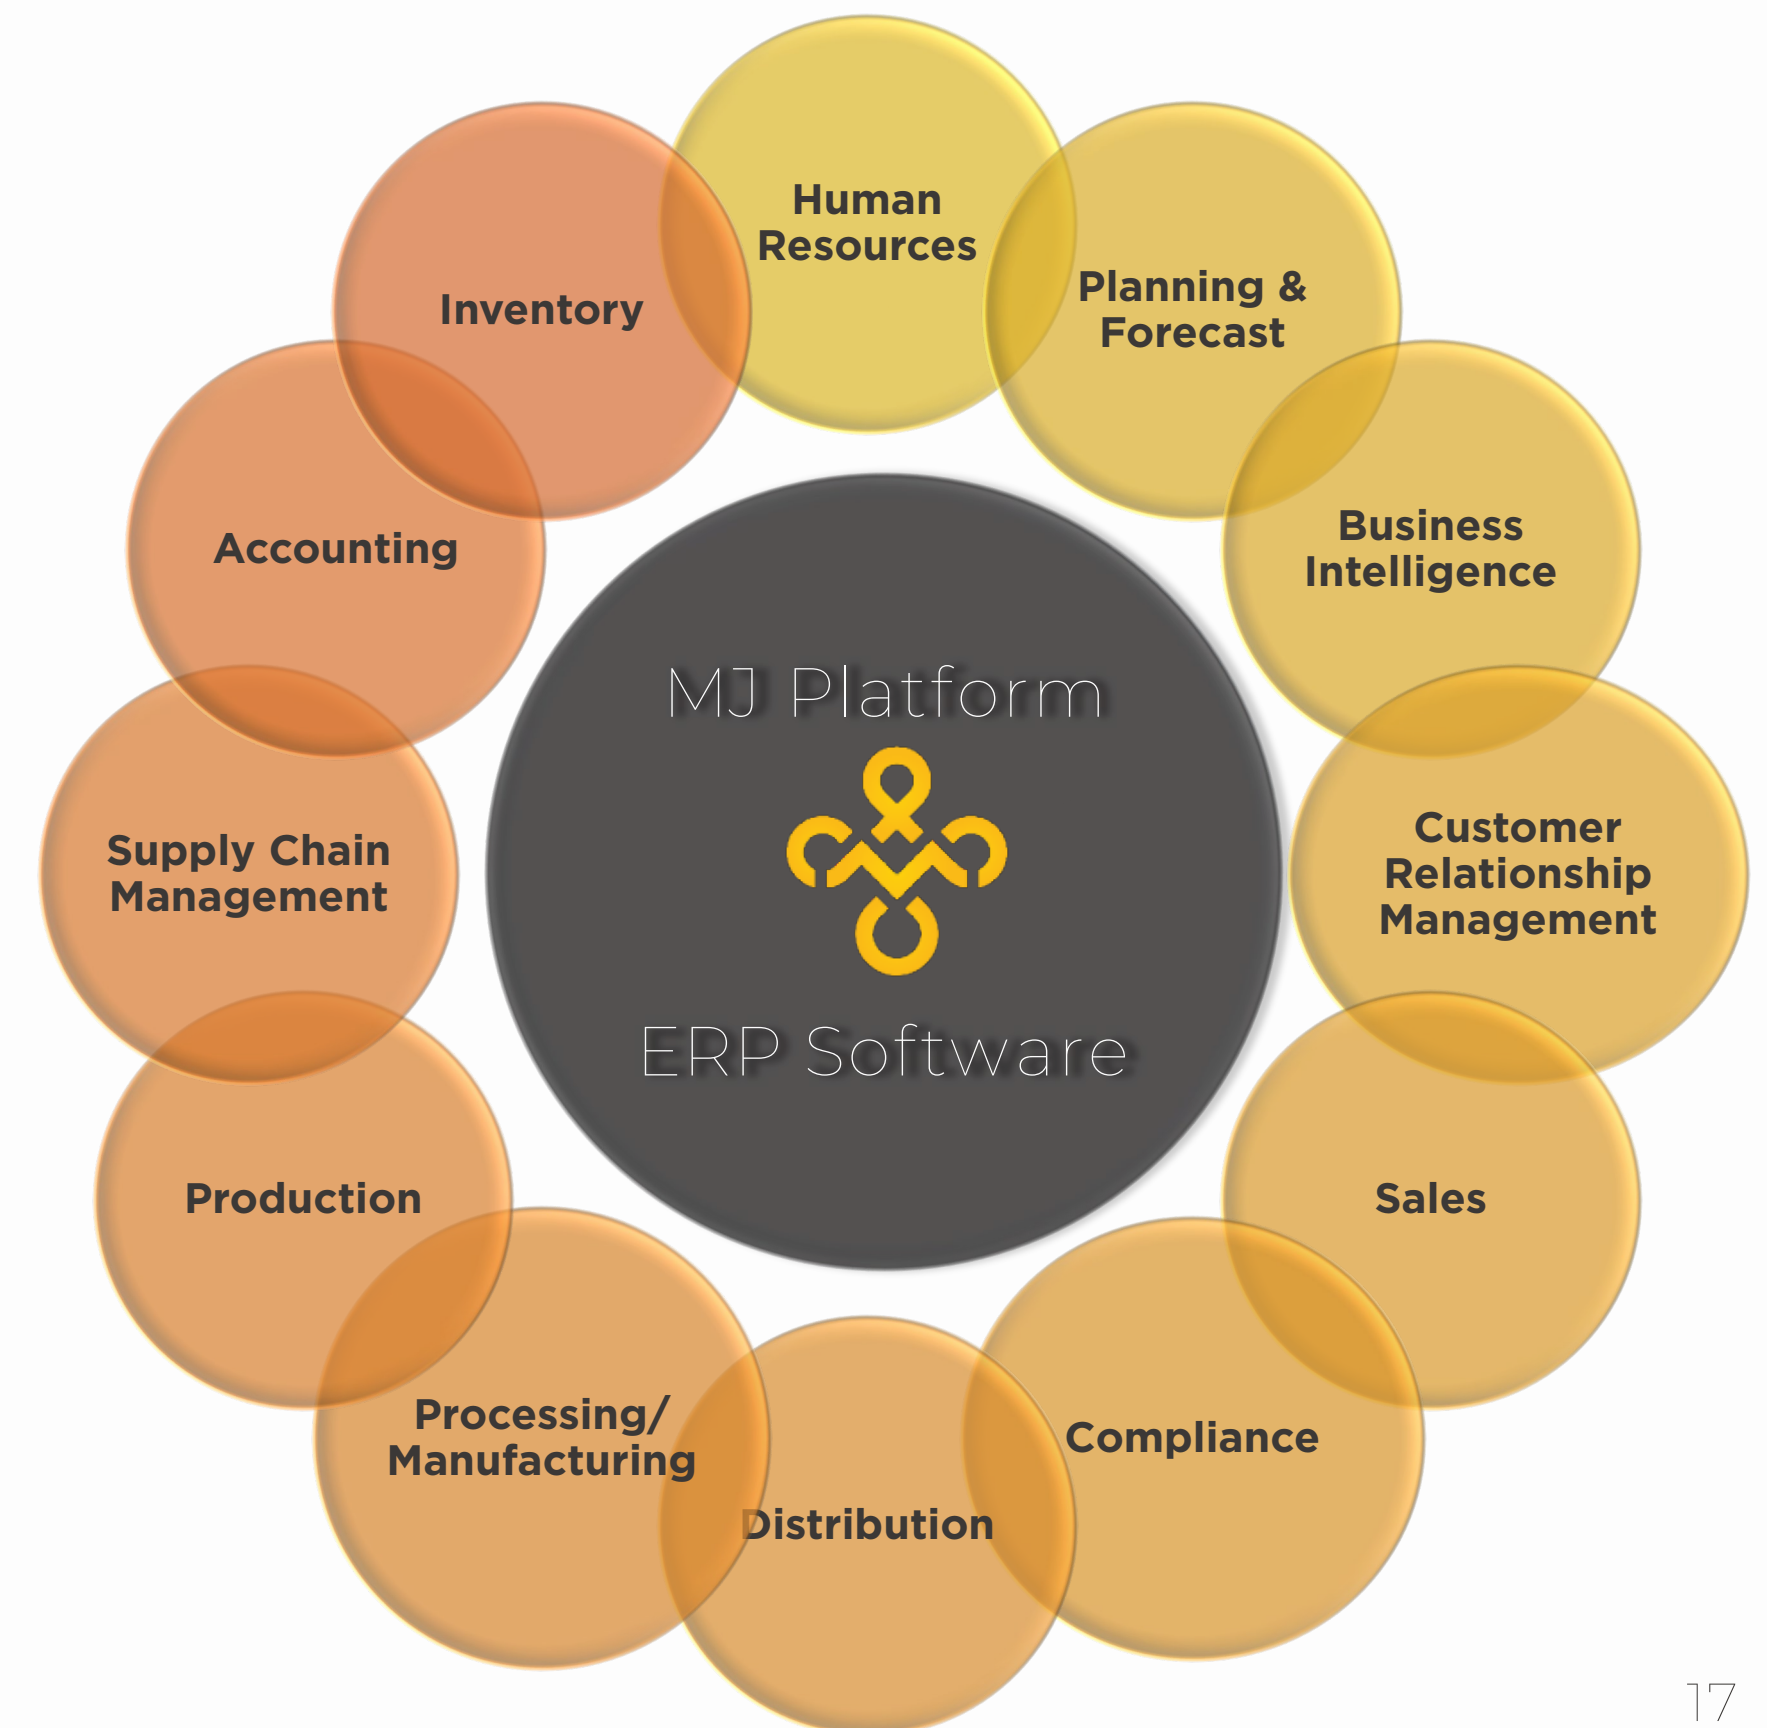 Human
Resources
Planning &
Forecast
Business
Intelligence
Customer
Relationship
Management
Sales
Compliance
Distribution
Processing/
Manufacturing
Production
Supply Chain
Management
Accounting
Inventory
MJ Platform
ERP Software
17